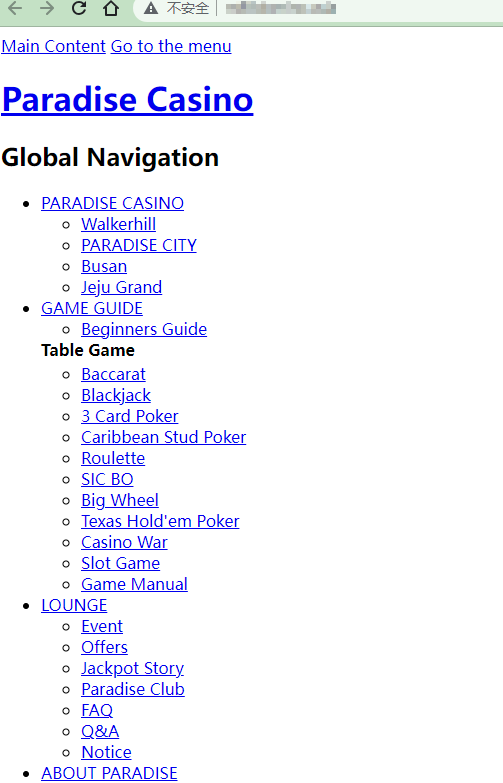 不安全
Main Content Go to the menu
Paradise Casino
Global Navigation
PARADISE CASINO
Walkerhill
PARADISE CITY
Busan
Jeju Grand
GAME GUIDE
Beginners Guide
Table Game
Baccarat
Blackjack
3 Card Poker
Caribbean Stud Poker
Roulette
SIC BO
Big Wheel
Texas Hold'em Poker
Casino War
Slot Game
Game Manual
LOUNGE
Event
Offers
Jackpot Story
Paradise Club
FAQ
Q&A
Notice
ABOUT PARADISE